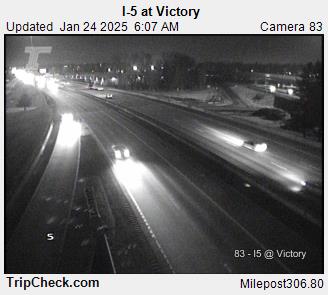 I-5 at Victory
Updated Jan 24 2025 6:07 AM Camera 83
S
83 - I5 @ Victory
TripCheck.com Milepost306.80